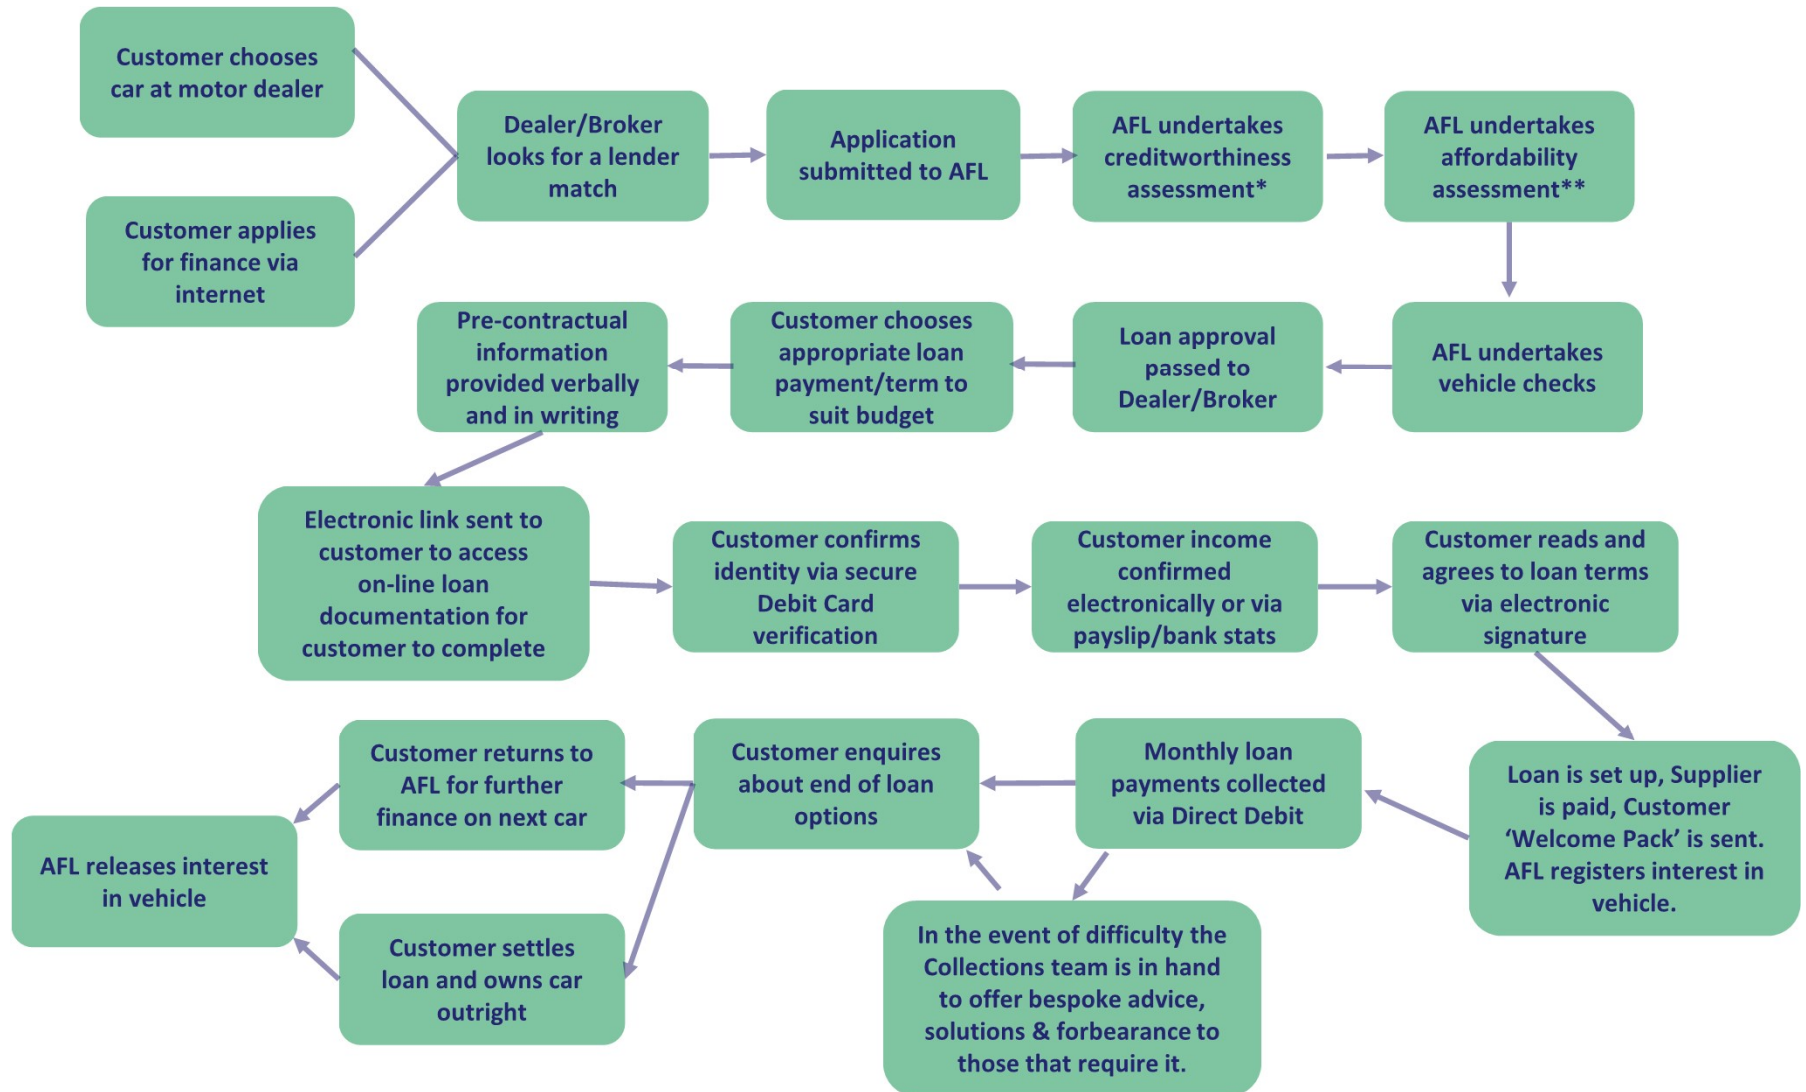 Customer chooses
car at motor dealer
Customer applies
for finance via
internet
Dealer/Broker
looks for a lender
match
Application
submitted to AFL
AFL undertakes
creditworthiness
assessment*
AFL undertakes
affordability
assessment**
AFL undertakes
vehicle checks
Loan approval
passed to
Dealer/Broker
Customer chooses
appropriate loan
payment/term to
suit budget
Pre-contractual
information
provided verbally
and in writing
Electronic link sent to
customer to access
on-line loan
documentation for
customer to complete
Customer confirms
identity via secure
Debit Card
verification
Customer income
confirmed
electronically or via
payslip/bank stats
Customer reads and
agrees to loan terms
via electronic
signature
Loan is set up, Supplier
is paid, Customer
‘Welcome Pack’ is sent.
AFL registers interest in
vehicle.
Monthly loan
payments collected
via Direct Debit
In the event of difficulty the
Collections team is in hand
to offer bespoke advice,
solutions & forbearance to
those that require it.
Customer enquires
about end of loan
options
Customer returns to
AFL for further
finance on next car
Customer settles
loan and owns car
outright
AFL releases interest
in vehicle